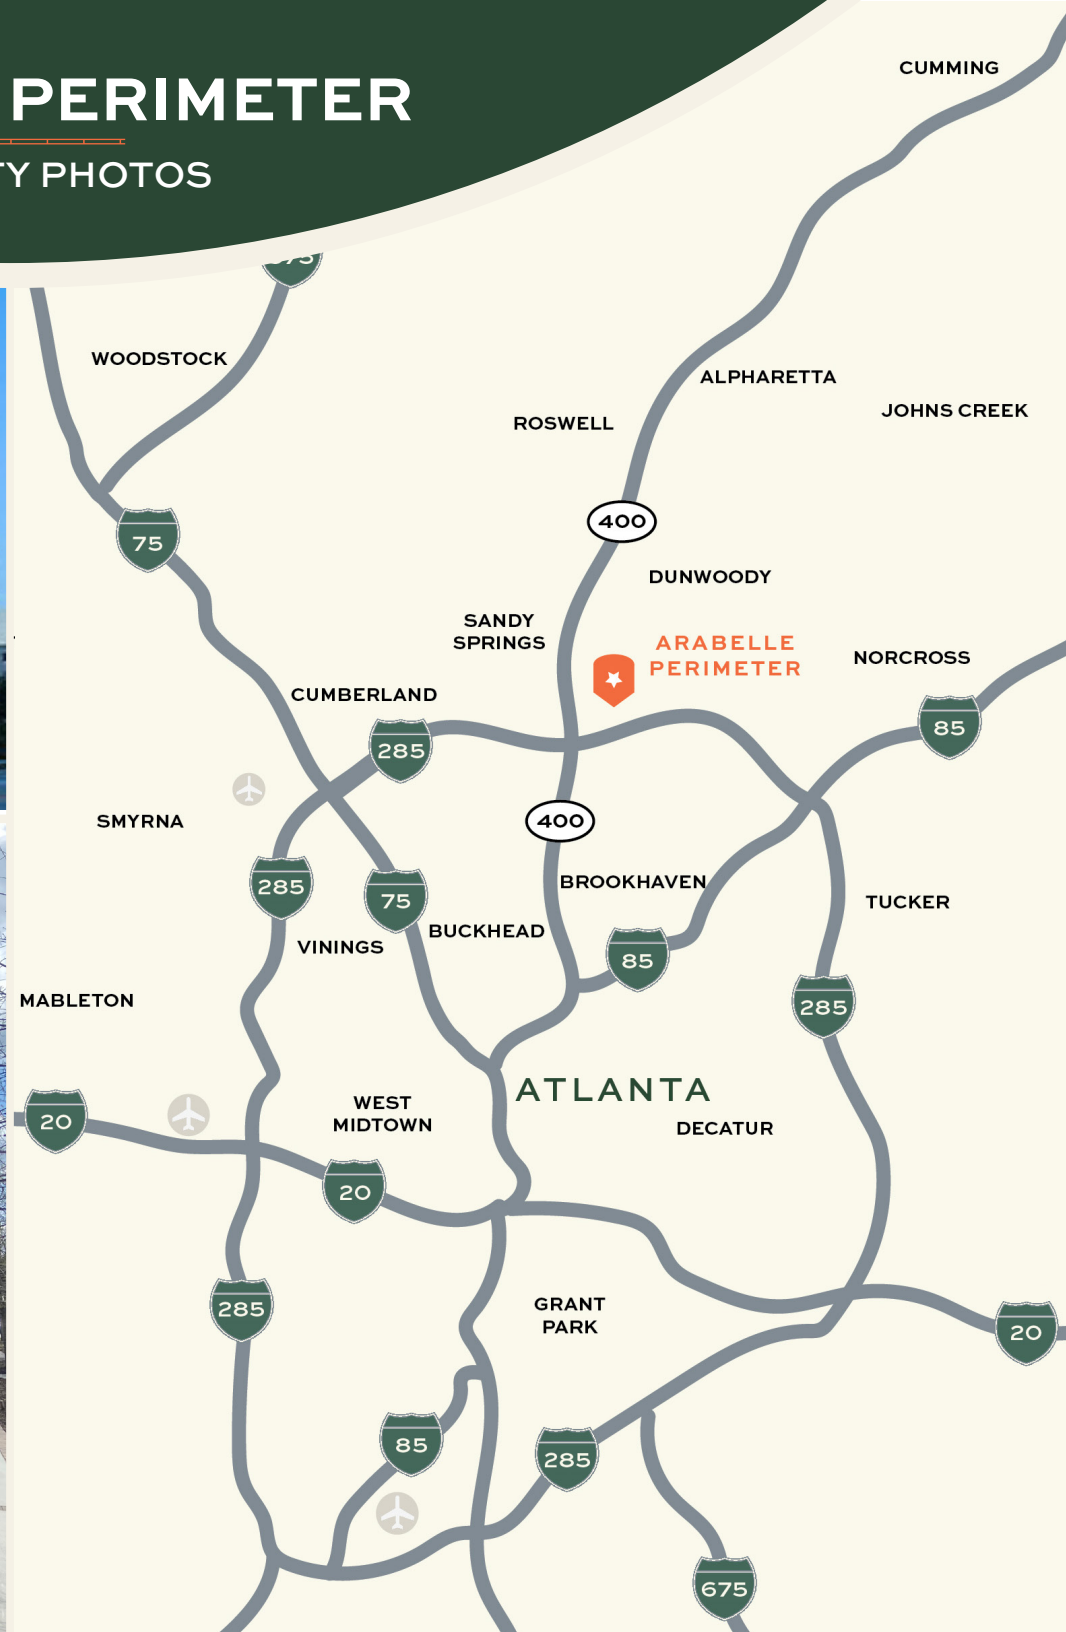 PERIMETER
TY PHOTOS
CUMMING
WOODSTOCK
ALPHARETTA
JOHNS CREEK
ROSWELL
400
75
DUNWOODY
SANDY
SPRINGS
ARABELLE
PERIMETER
NORCROSS
CUMBERLAND
85
285
SMYRNA
400
BROOKHAVEN
285
75
TUCKER
BUCKHEAD
VININGS
85
MABLETON
285
ATLANTA
WEST
MIDTOWN
20
DECATUR
20
GRANT
PARK
285
20
85
285
675